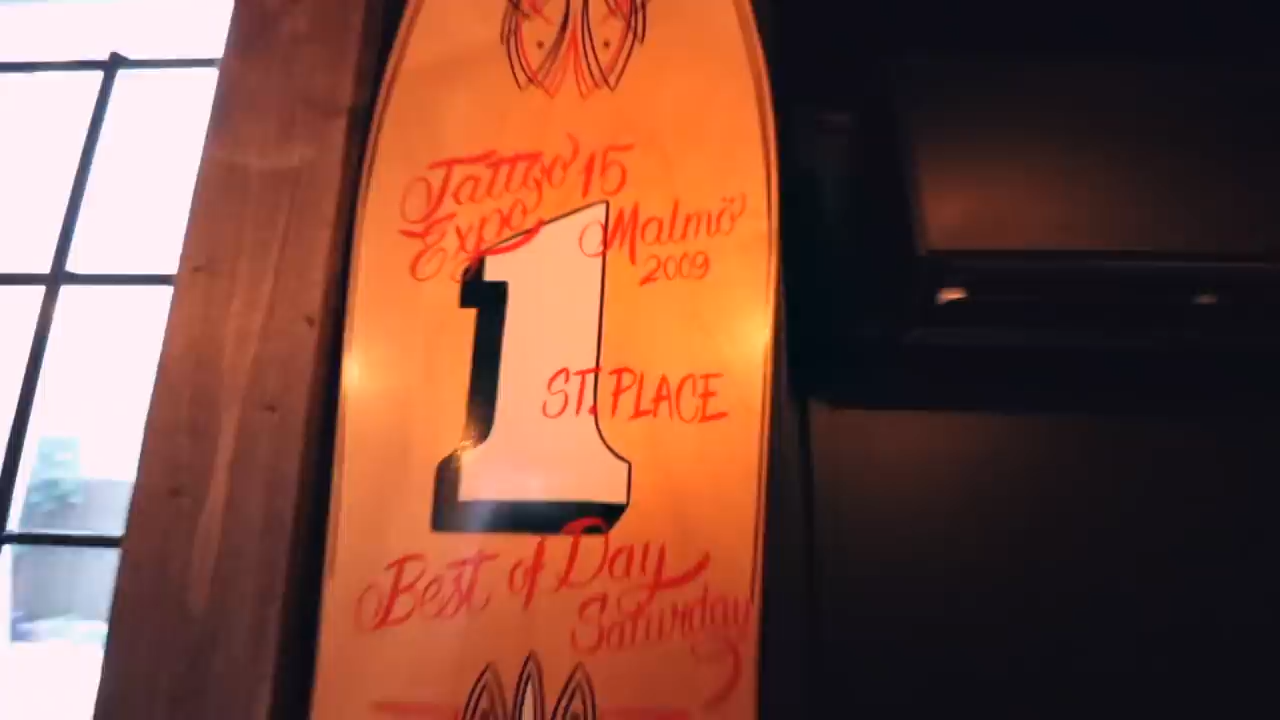 Tattoo 15
Expo Malmö
2009
1
ST. PLACE
Best of Day
Saturday